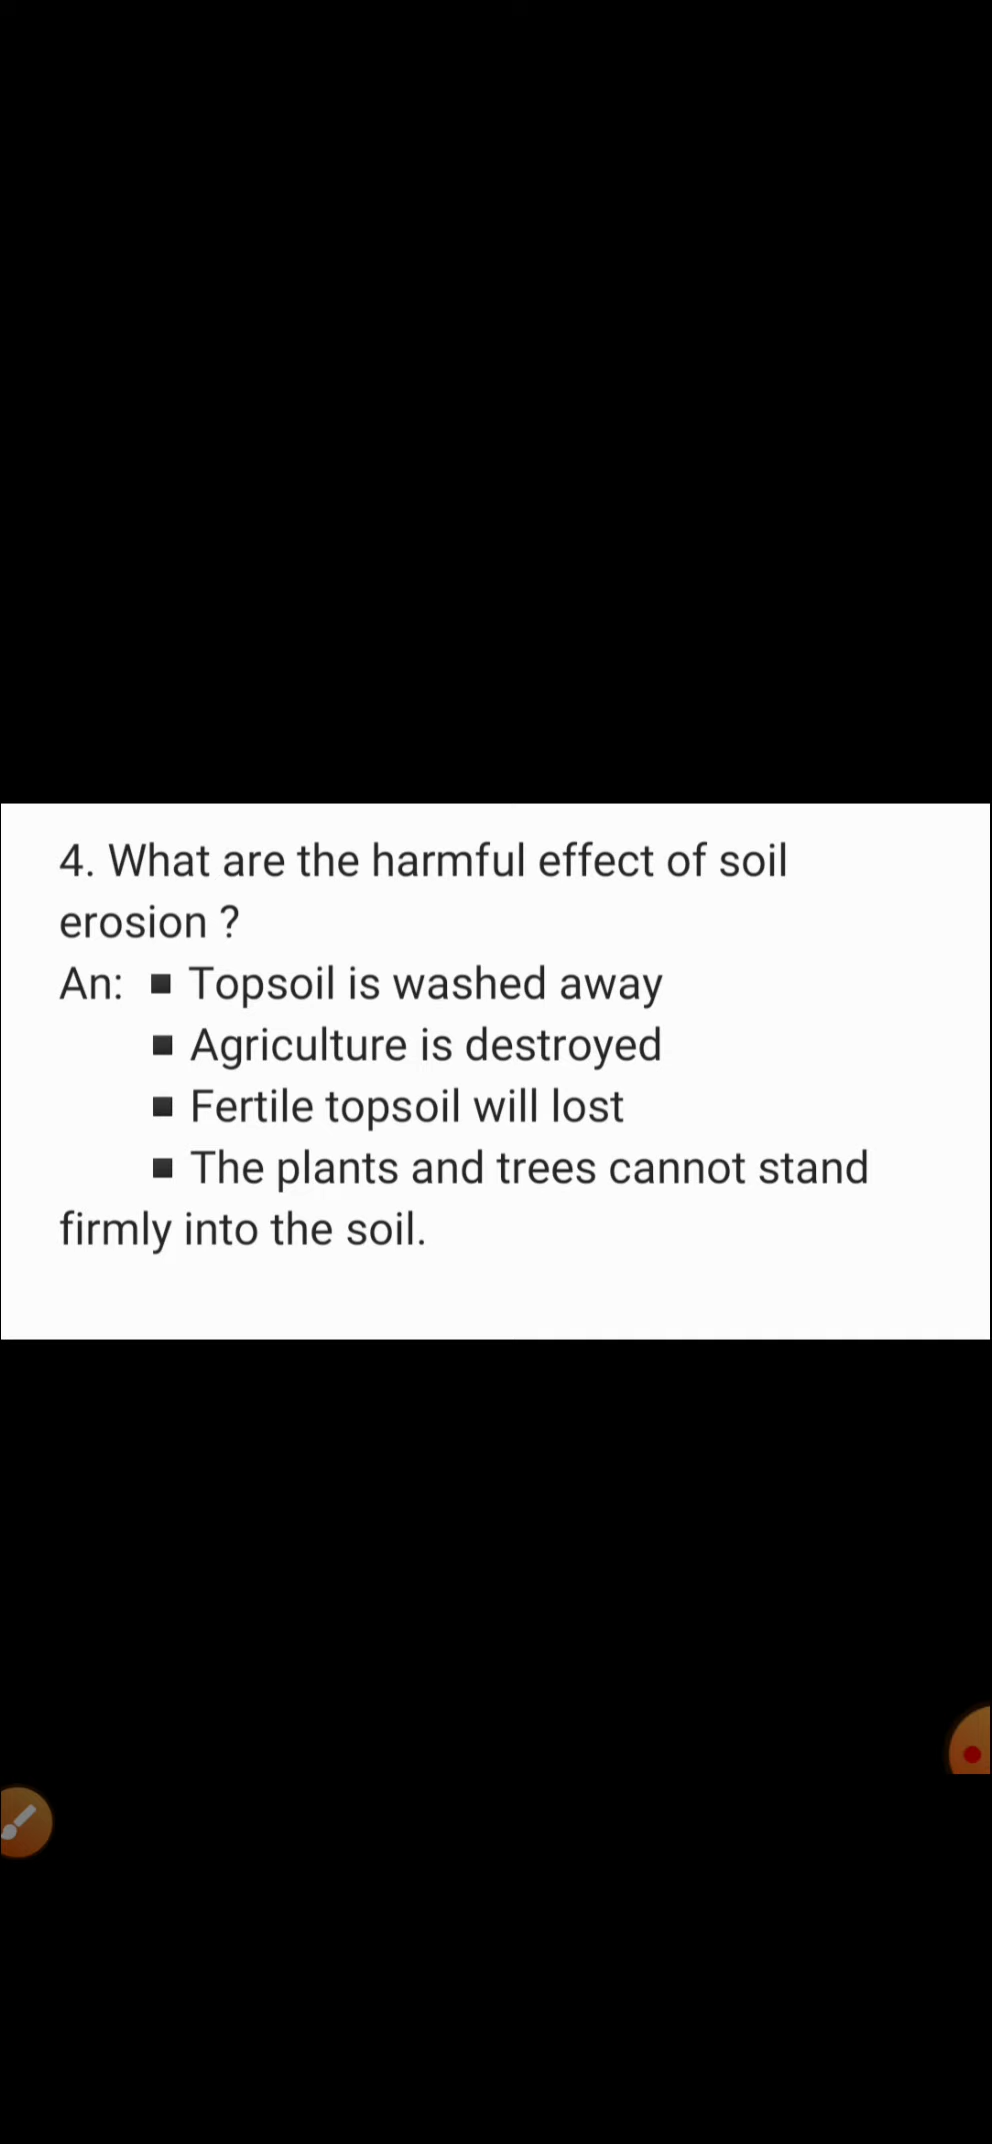 4. What are the harmful effect of soil
erosion ?
An: ▪ Topsoil is washed away
▪ Agriculture is destroyed
▪ Fertile topsoil will lost
▪ The plants and trees cannot stand
firmly into the soil.